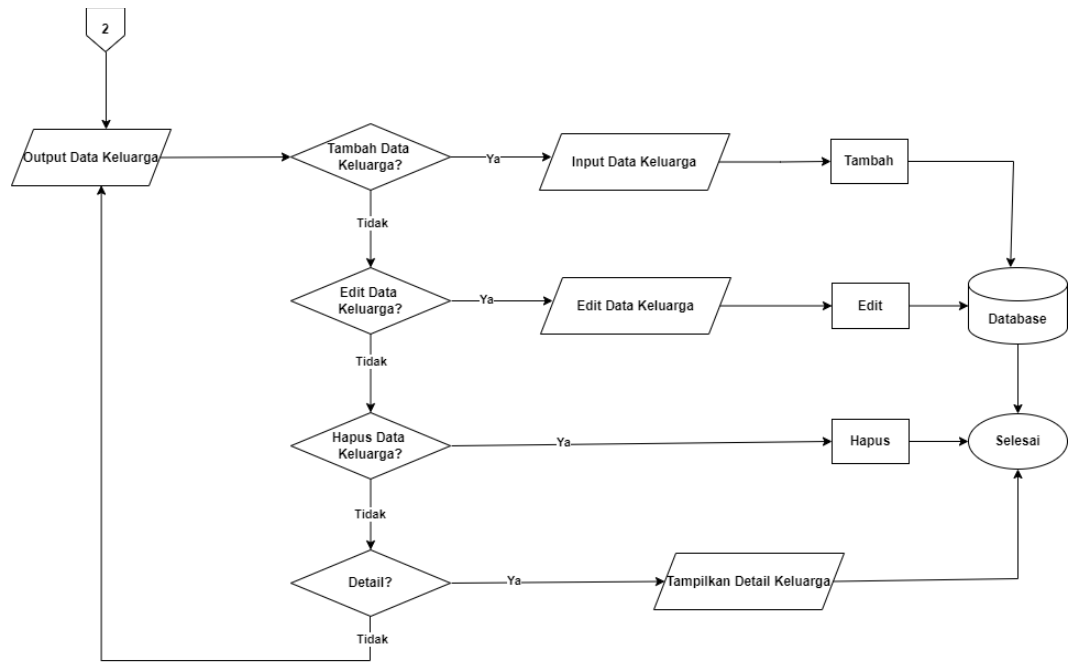 2
Output Data Keluarga
Tambah Data
Keluarga?
Ya
Input Data Keluarga
Tambah
Tidak
Edit Data
Keluarga?
Ya
Edit Data Keluarga
Edit
Database
Tidak
Hapus Data
Keluarga?
Ya
Hapus
Selesai
Tidak
Detail?
Ya
Tampilkan Detail Keluarga
Tidak